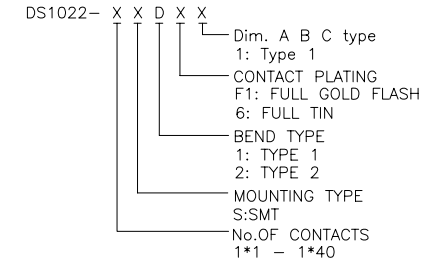 DS1022- X X D X X
Dim. A B C type
1: Type 1
CONTACT PLATING
F1: FULL GOLD FLASH
6: FULL TIN
BEND TYPE
1: TYPE 1
2: TYPE 2
MOUNTING TYPE
S:SMT
No.OF CONTACTS
1*1 - 1*40